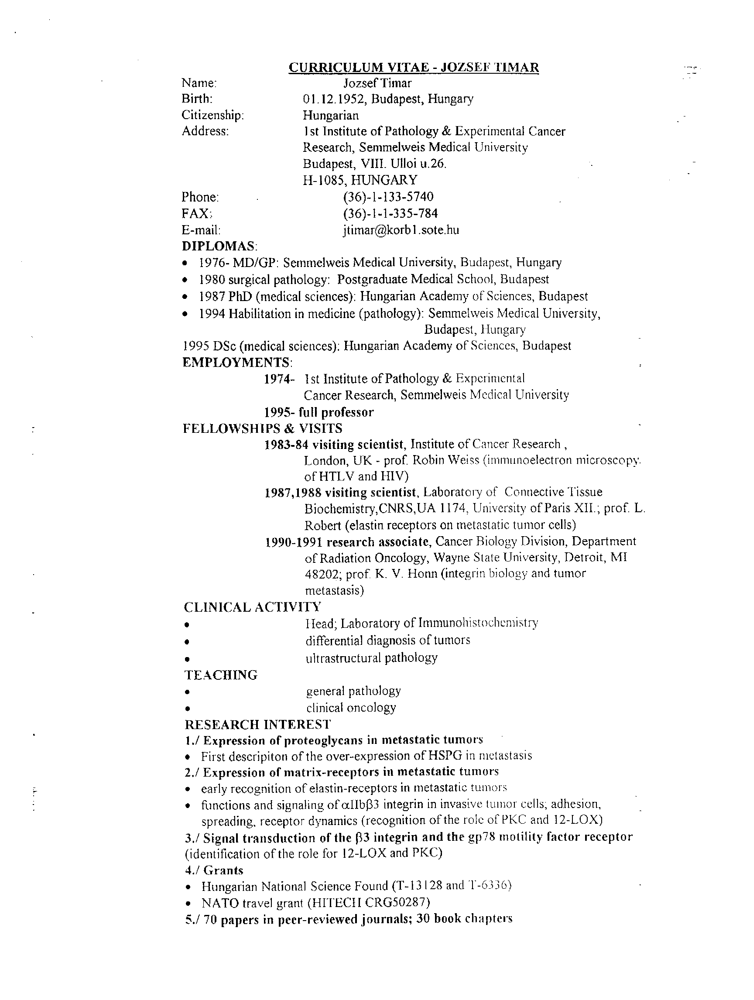 CURRICULUM VITAE - JOZSEF TIMAR
Name: Jozsef Timar
Birth: 01.12.1952, Budapest, Hungary
Citizenship: Hungarian
Address: 1st Institute of Pathology & Experimental Cancer
Research, Semmelweis Medical University
Budapest, VIII. Ulloi u.26.
H-1085, HUNGARY
Phone: (36)-1-133-5740
FAX: (36)-1-1-335-784
E-mail: jtimar@korb1.sote.hu
DIPLOMAS:
• 1976- MD/GP: Semmelweis Medical University, Budapest, Hungary
• 1980 surgical pathology: Postgraduate Medical School, Budapest
• 1987 PhD (medical sciences): Hungarian Academy of Sciences, Budapest
• 1994 Habilitation in medicine (pathology): Semmelweis Medical University,
Budapest, Hungary
1995 DSc (medical sciences): Hungarian Academy of Sciences, Budapest
EMPLOYMENTS:
1974- 1st Institute of Pathology & Experimental
Cancer Research, Semmelweis Medical University
1995- full professor
FELLOWSHIPS & VISITS
1983-84 visiting scientist, Institute of Cancer Research ,
London, UK - prof. Robin Weiss (immunoelectron microscopy.
of HTLV and HIV)
1987,1988 visiting scientist, Laboratory of Connective Tissue
Biochemistry,CNRS,UA 1174, University of Paris XII.; prof. L.
Robert (elastin receptors on metastatic tumor cells)
1990-1991 research associate, Cancer Biology Division, Department
of Radiation Oncology, Wayne State University, Detroit, MI
48202; prof. K. V. Honn (integrin biology and tumor
metastasis)
CLINICAL ACTIVITY
• Head; Laboratory of Immunohistochemistry
• differential diagnosis of tumors
• ultrastructural pathology
TEACHING
• general pathology
• clinical oncology
RESEARCH INTEREST
1./ Expression of proteoglycans in metastatic tumors
• First descripiton of the over-expression of HSPG in metastasis
2./ Expression of matrix-receptors in metastatic tumors
• early recognition of elastin-receptors in metastatic tumors
• functions and signaling of αIIbβ3 integrin in invasive tumor cells; adhesion,
spreading, receptor dynamics (recognition of the role of PKC and 12-LOX)
3./ Signal transduction of the β3 integrin and the gp78 motility factor receptor
(identification of the role for 12-LOX and PKC)
4./ Grants
• Hungarian National Science Found (T-13128 and T-6336)
• NATO travel grant (HITECH CRG50287)
5./ 70 papers in peer-reviewed journals; 30 book chapters